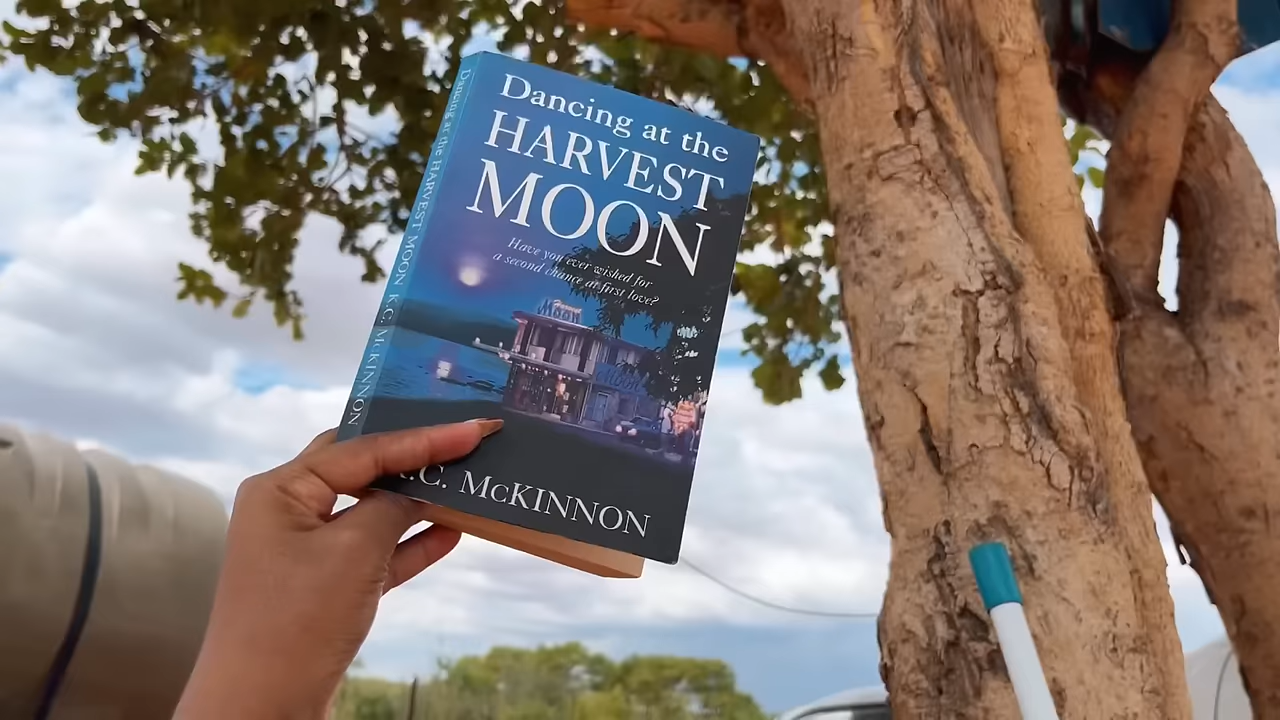 Dancing at the
HARVEST
MOON
Have you ever wished for
a second chance at first love?
Moon
Moon
K.C. McKINNON
Dancing at the HARVEST MOON K.C. McKINNON